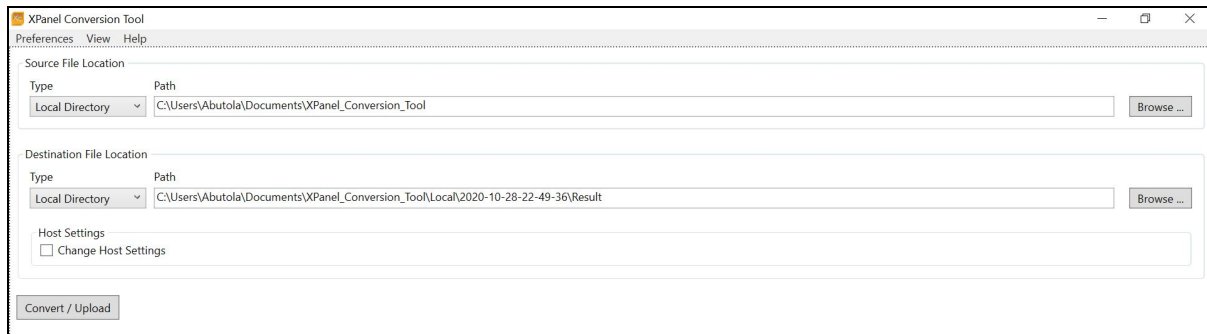 XPanel Conversion Tool
Preferences View Help
Source File Location
Type Path
Local Directory C:\Users\Abutola\Documents\XPanel_Conversion_Tool Browse ...
Destination File Location
Type Path
Local Directory C:\Users\Abutola\Documents\XPanel_Conversion_Tool\Local\2020-10-28-22-49-36\Result Browse ...
Host Settings
Change Host Settings
Convert / Upload